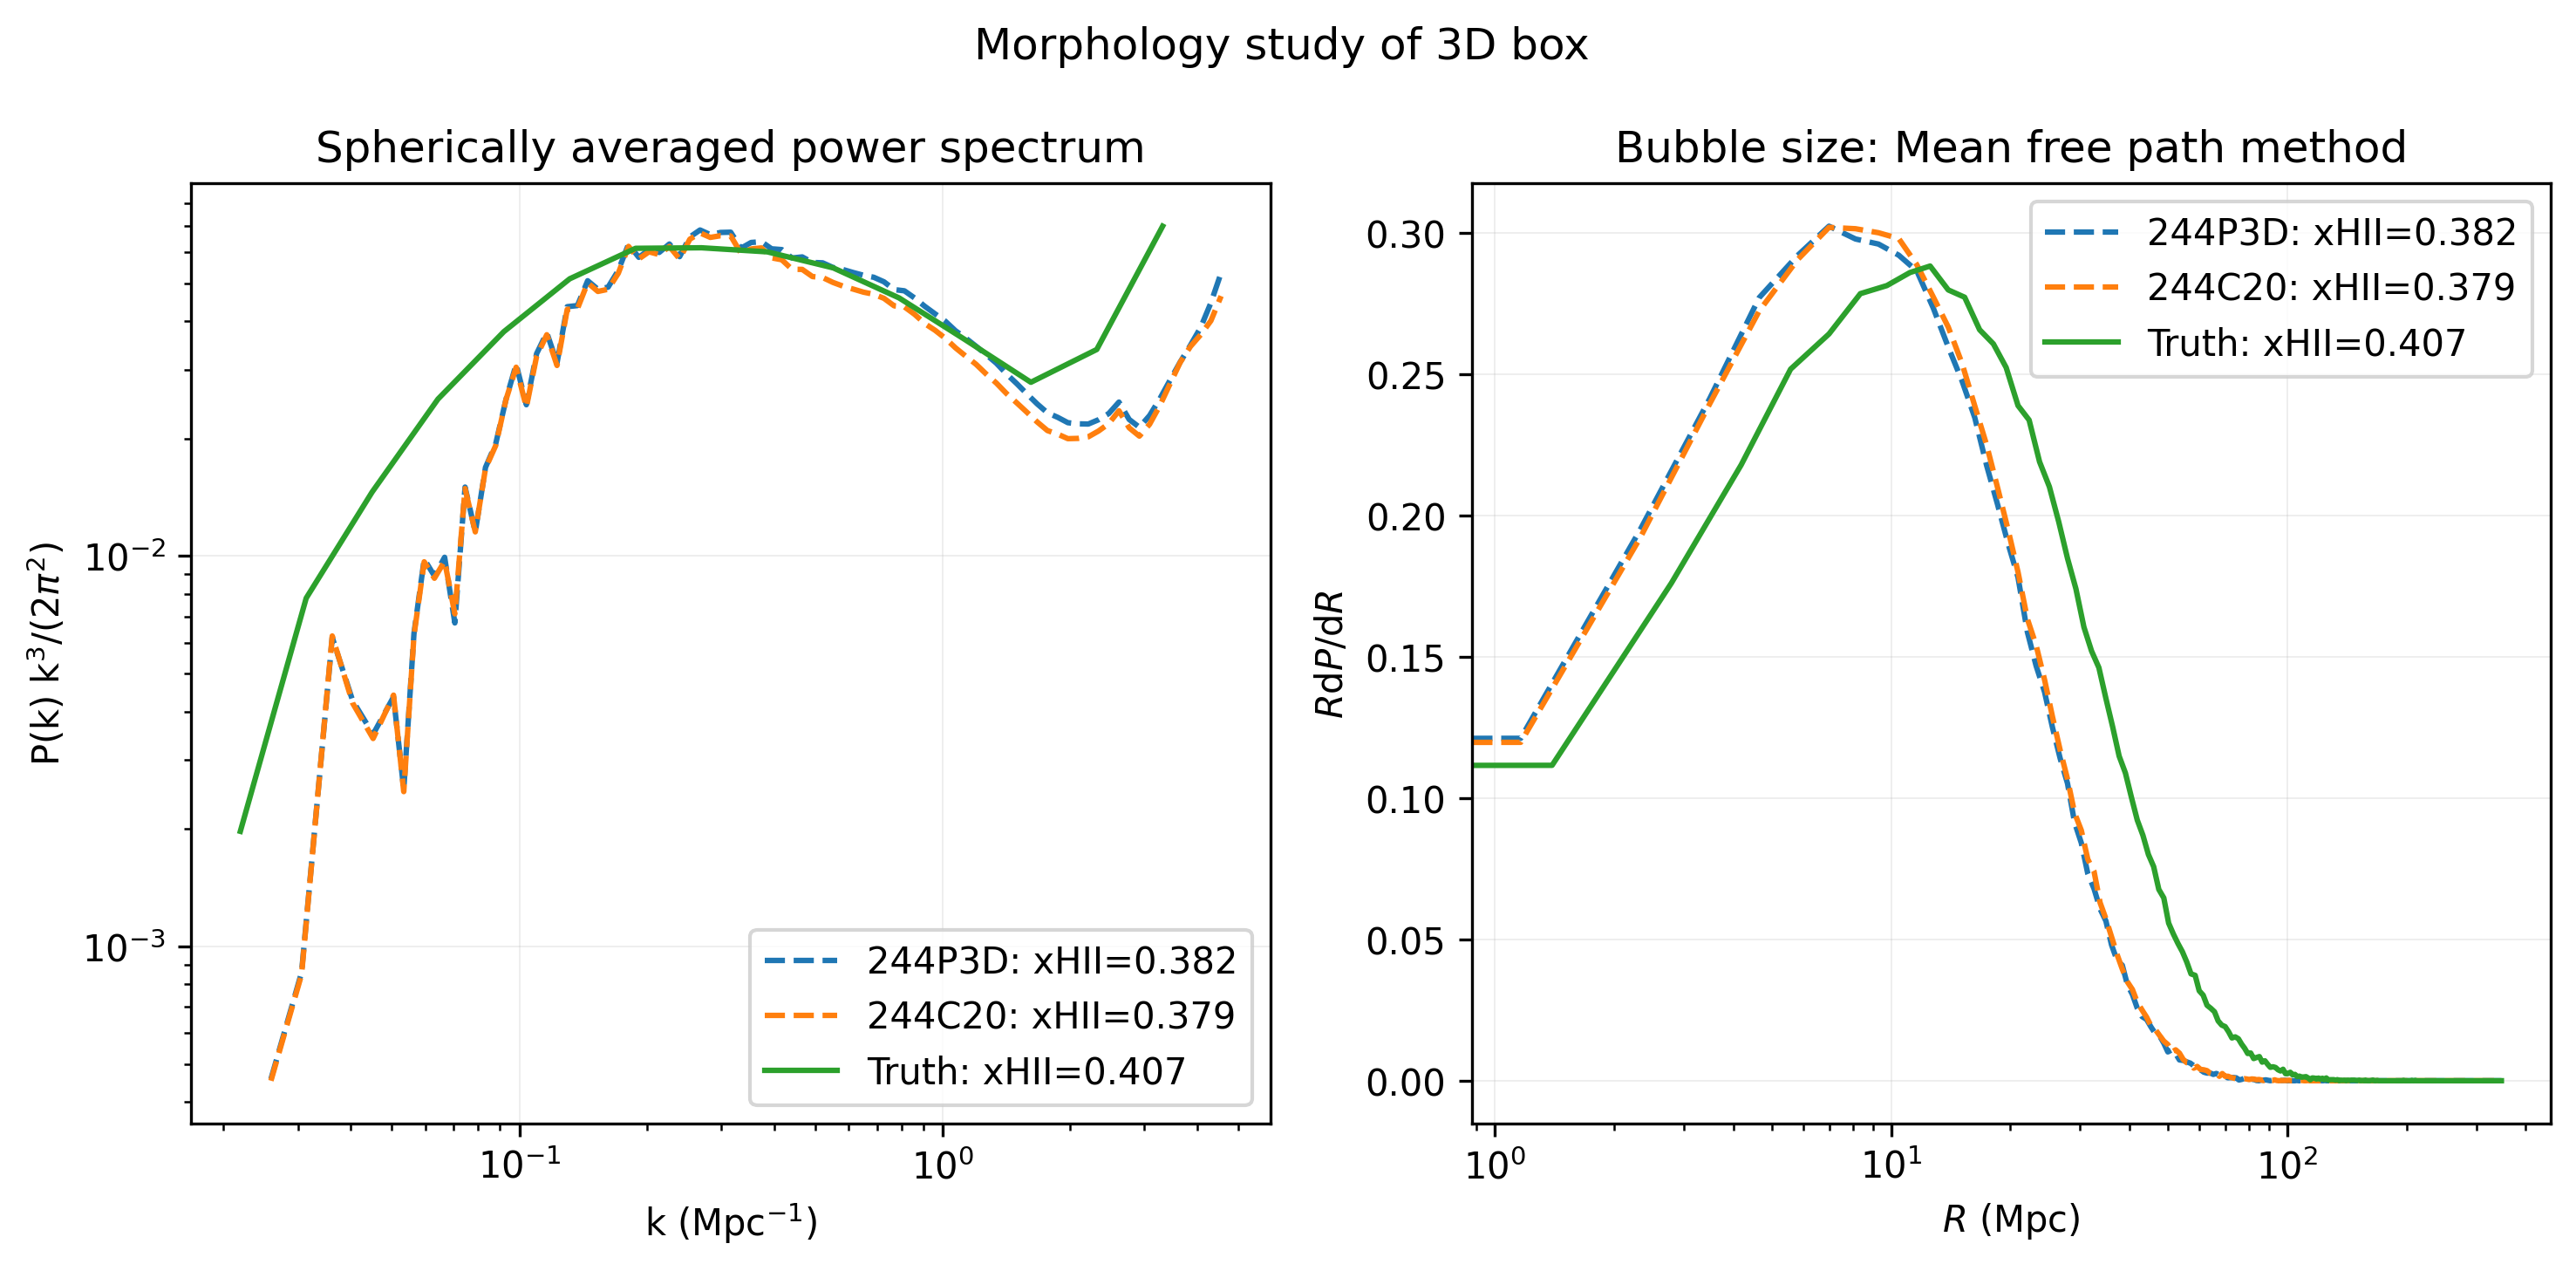 Morphology study of 3D box
Spherically averaged power spectrum
P(k) k³/(2π²)
10⁻²
10⁻³
10⁻¹
10⁰
k (Mpc⁻¹)
244P3D: xHII=0.382
244C20: xHII=0.379
Truth: xHII=0.407
Bubble size: Mean free path method
RdP/dR
0.30
0.25
0.20
0.15
0.10
0.05
0.00
10⁰
10¹
10²
R (Mpc)
244P3D: xHII=0.382
244C20: xHII=0.379
Truth: xHII=0.407